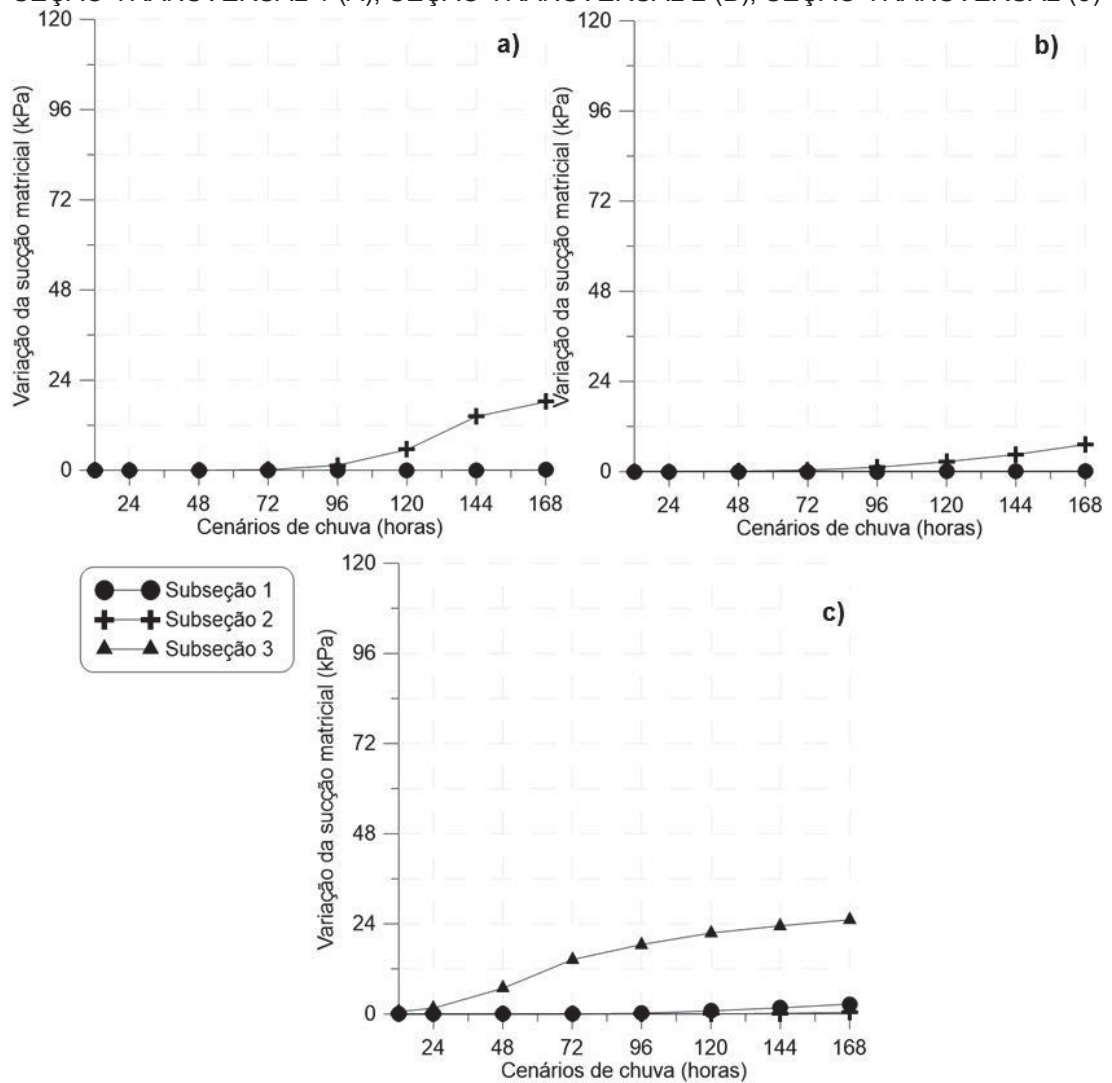 a)
120
96
72
48
24
0
Variação da sucção matricial (kPa)
24 48 72 96 120 144 168
Cenários de chuva (horas)
b)
120
96
72
48
24
0
Variação da sucção matricial (kPa)
24 48 72 96 120 144 168
Cenários de chuva (horas)
Subseção 1
Subseção 2
Subseção 3
c)
120
96
72
48
24
0
Variação da sucção matricial (kPa)
24 48 72 96 120 144 168
Cenários de chuva (horas)